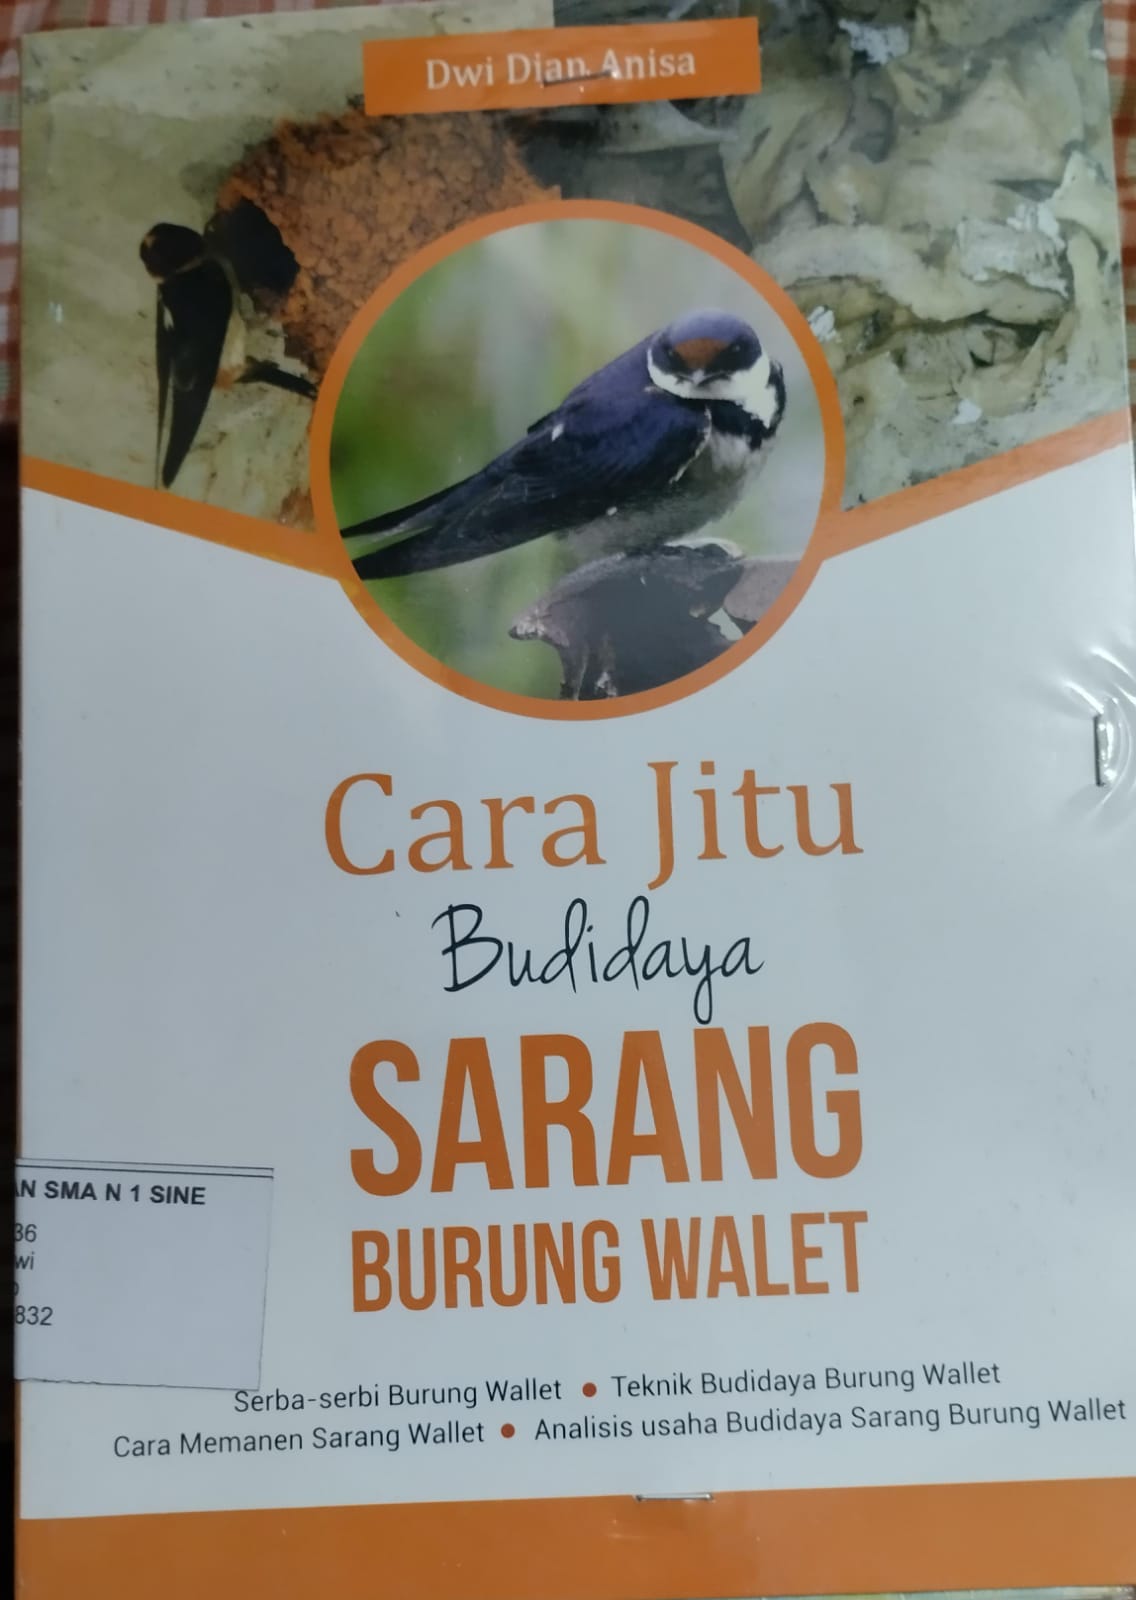 Dwi Dian Anisa
Cara Jitu
Budidaya
SARANG
BURUNG WALET
AN SMA N 1 SINE
36
wi
832
Serba-serbi Burung Wallet • Teknik Budidaya Burung Wallet
Cara Memanen Sarang Wallet • Analisis usaha Budidaya Sarang Burung Wallet